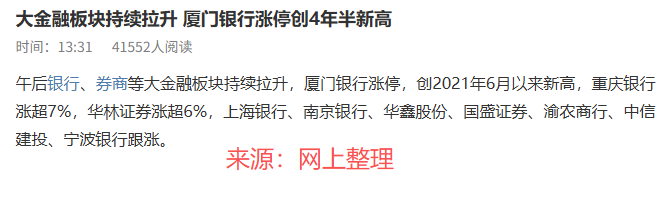 大金融板块持续拉升 厦门银行涨停创4年半新高
时间：13:31 41552人阅读
午后银行、券商等大金融板块持续拉升，厦门银行涨停，创2021年6月以来新高，重庆银行
涨超7%，华林证券涨超6%，上海银行、南京银行、华鑫股份、国盛证券、渝农商行、中信
建投、宁波银行跟涨。
来源：网上整理